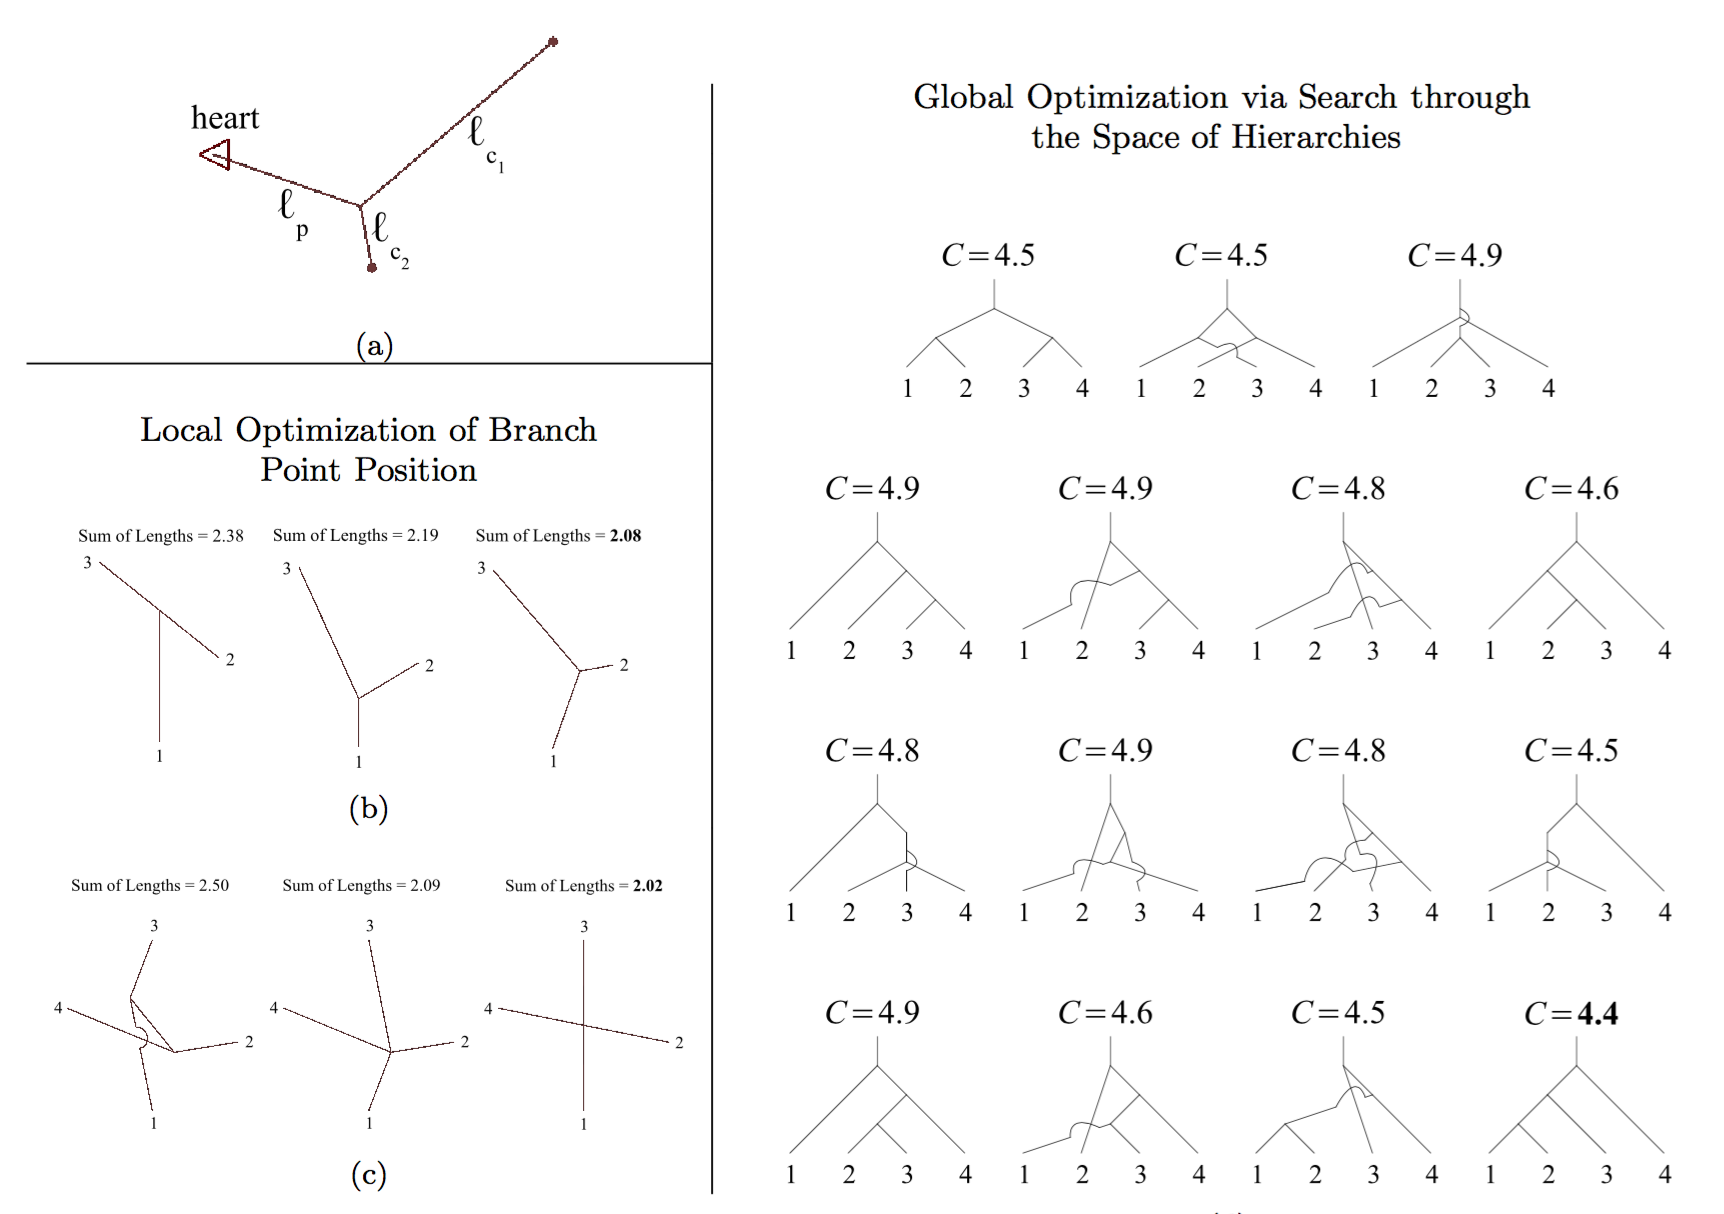 heart
ℓ c₁
ℓ p
ℓ c₂
(a)
Local Optimization of Branch
Point Position
Sum of Lengths = 2.38
3
2
1
Sum of Lengths = 2.19
3
2
1
Sum of Lengths = 2.08
3
2
1
(b)
Sum of Lengths = 2.50
3
4
2
1
Sum of Lengths = 2.09
3
4
2
1
Sum of Lengths = 2.02
3
4
2
1
(c)
Global Optimization via Search through
the Space of Hierarchies
C=4.5 C=4.5 C=4.9
1 2 3 4 1 2 3 4 1 2 3 4
C=4.9 C=4.9 C=4.8 C=4.6
1 2 3 4 1 2 3 4 1 2 3 4 1 2 3 4
C=4.8 C=4.9 C=4.8 C=4.5
1 2 3 4 1 2 3 4 1 2 3 4 1 2 3 4
C=4.9 C=4.6 C=4.5 C=4.4
1 2 3 4 1 2 3 4 1 2 3 4 1 2 3 4